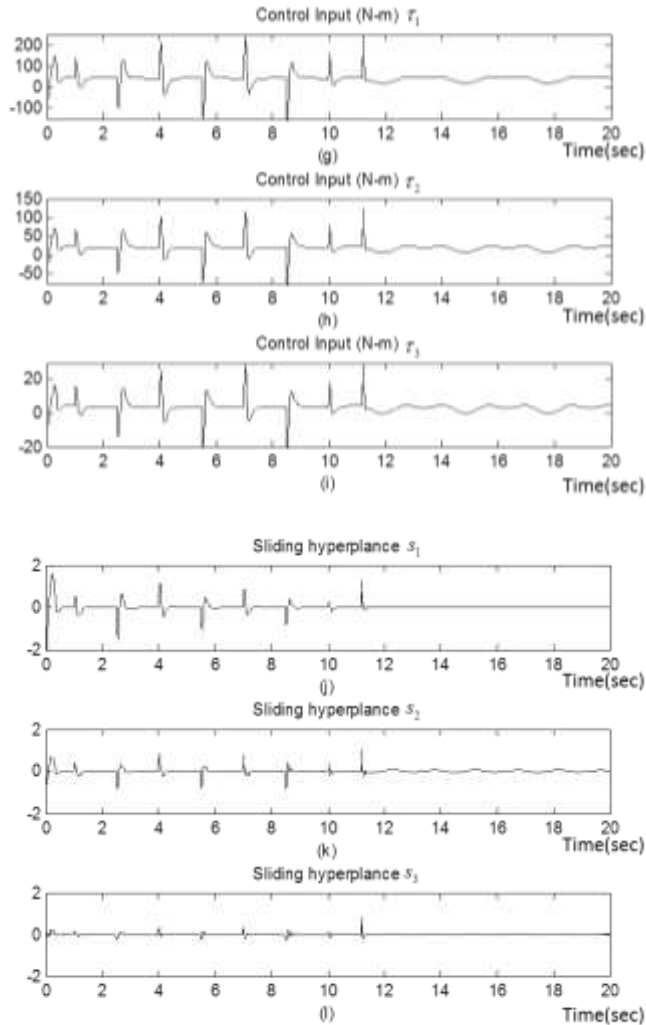 Control Input (N-m) τ1
200
100
0
-100
0 2 4 6 8 10 12 14 16 18 20
(g) Time(sec)
Control Input (N-m) τ2
150
100
50
0
-50
0 2 4 6 8 10 12 14 16 18 20
(h) Time(sec)
Control Input (N-m) τ3
20
0
-20
0 2 4 6 8 10 12 14 16 18 20
(i) Time(sec)
Sliding hyperplane s1
2
0
-2
0 2 4 6 8 10 12 14 16 18 20
(j) Time(sec)
Sliding hyperplane s2
2
0
-2
0 2 4 6 8 10 12 14 16 18 20
(k) Time(sec)
Sliding hyperplane s3
2
0
-2
0 2 4 6 8 10 12 14 16 18 20
(l) Time(sec)